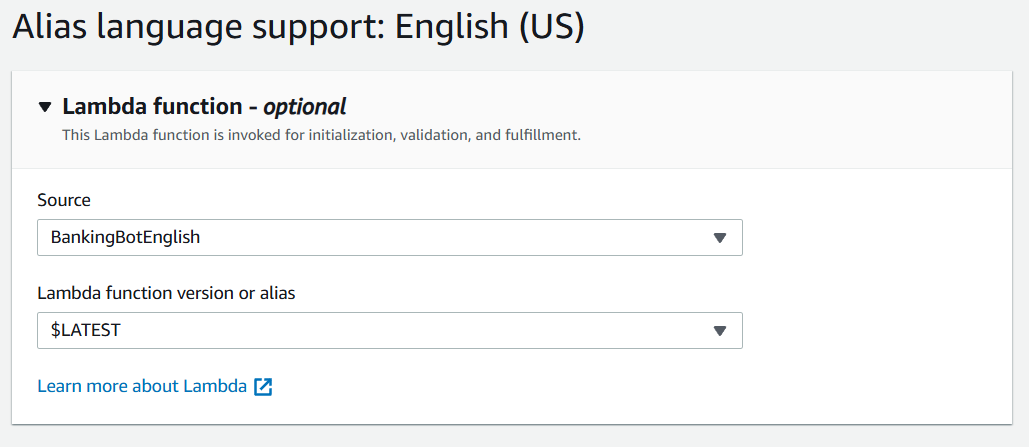 Alias language support: English (US)
Lambda function - optional
This Lambda function is invoked for initialization, validation, and fulfillment.
Source
BankingBotEnglish
Lambda function version or alias
$LATEST
Learn more about Lambda